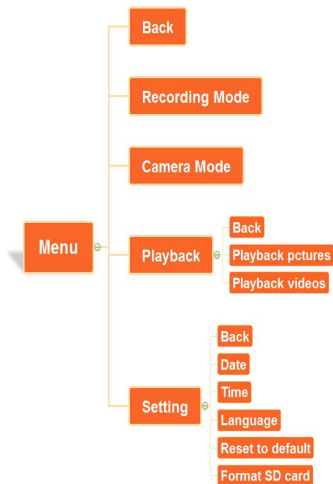 Back
Recording Mode
Camera Mode
Menu
Playback
Back
Playback pctures
Playback videos
Setting
Back
Date
Time
Language
Reset to default
Format SD card